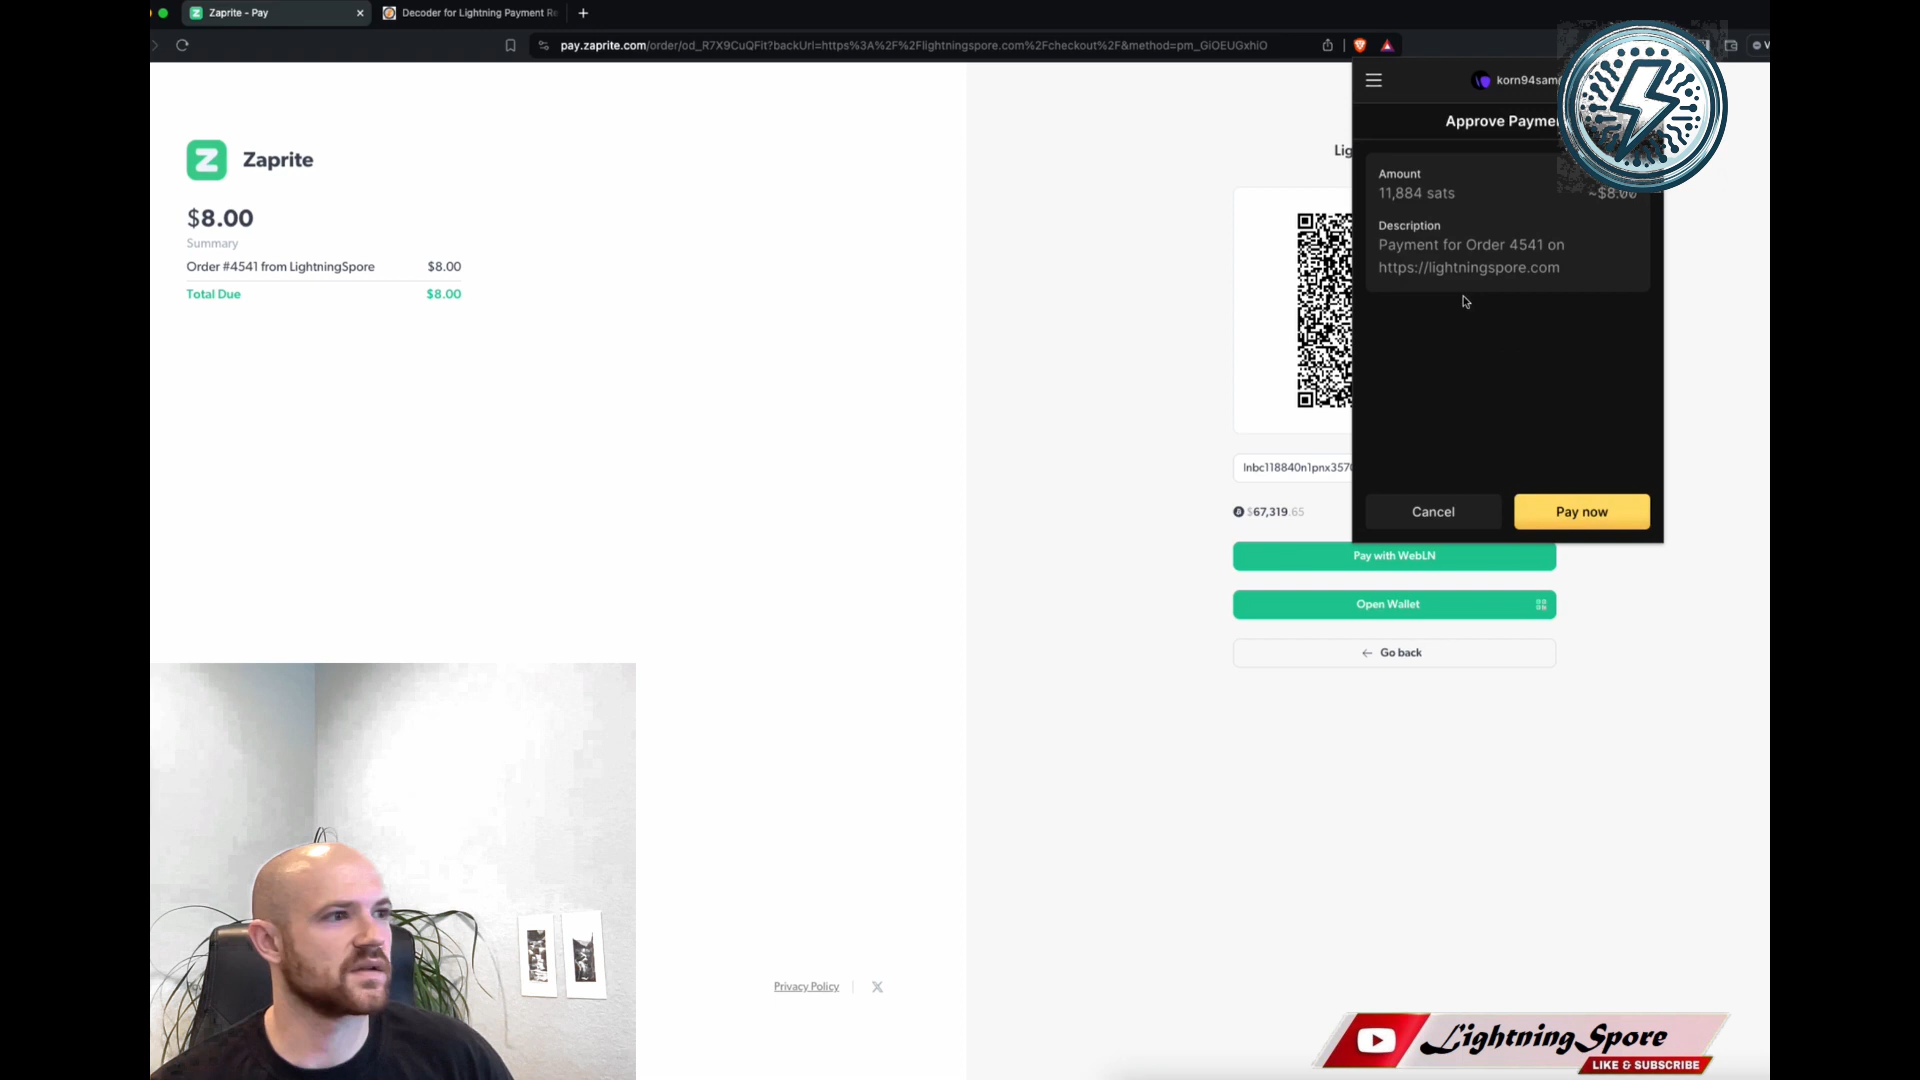 Zaprite - Pay
Decoder for Lightning Payment Re
pay.zaprite.com/order/od_R7X9CuQFit?backUrl=https%3A%2F%2Flightningspore.com%2Fcheckout%2F&method=pm_GiOEUGxhiO
korn94sam
Approve Paymen
Zaprite
$8.00
Summary
Order #4541 from LightningSpore $8.00
Total Due $8.00
Lig
Amount
11,884 sats ~$8.00
Description
Payment for Order 4541 on
https://lightningspore.com
lnbc118840n1pnx357
$67,319.65
Cancel Pay now
Pay with WebLN
Open Wallet
← Go back
Privacy Policy
LightningSpore
LIKE & SUBSCRIBE